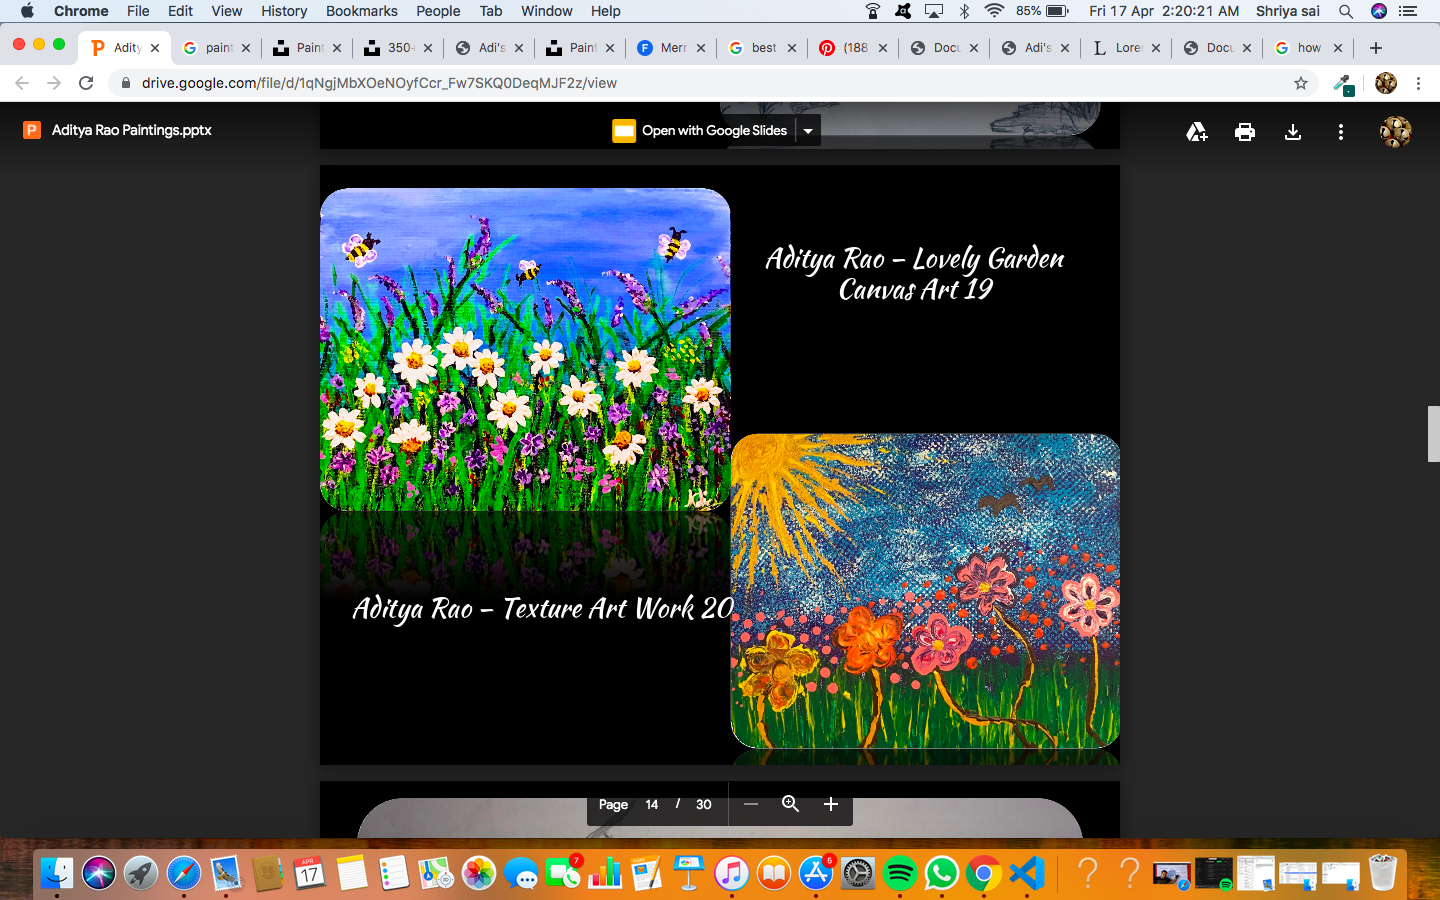 Chrome File Edit View History Bookmarks People Tab Window Help 85% Fri 17 Apr 2:20:21 AM Shriya sai
Adity paint Paint 350- Adi's Paint Merr best (188 Docu Adi's Lore Docu how
drive.google.com/file/d/1qNgjMbXOeNOyfCcr_Fw7SKQ0DeqMJF2z/view
Aditya Rao Paintings.pptx
Open with Google Slides
Aditya Rao – Lovely Garden
Canvas Art 19
Aditya Rao – Texture Art Work 20
Page 14 / 30
7
5
APR
17